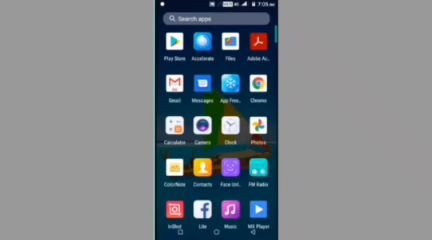 7:05 AM
Search apps
Play Store Accelerate Files Adobe Ac..
Gmail Messages App Free.. Chrome
Calculator Camera Clock Photos
ColorNote Contacts Face Unl.. FM Radio
InShot Lite Music MX Player